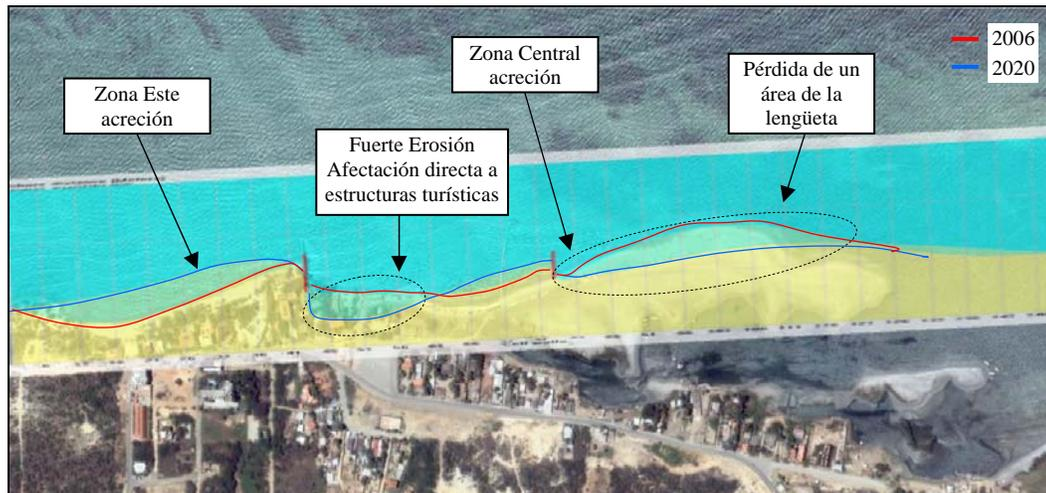 2006
2020
Zona Central
acreción
Pérdida de un
área de la
lengüeta
Zona Este
acreción
Fuerte Erosión
Afectación directa a
estructuras turísticas